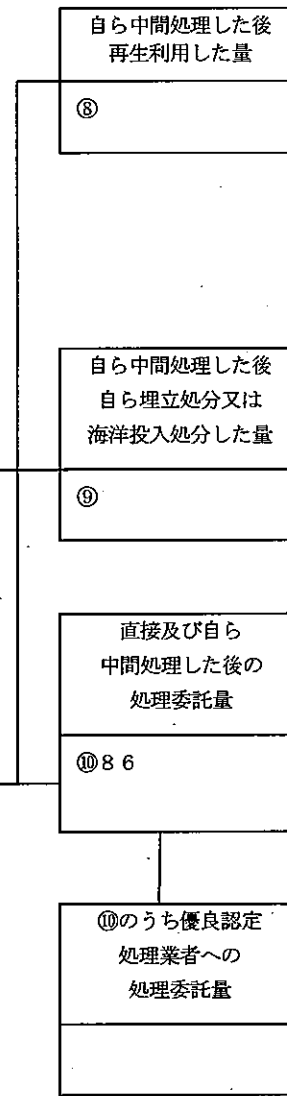 自ら中間処理した後
再生利用した量
⑧
自ら中間処理した後
自ら埋立処分又は
海洋投入処分した量
⑨
直接及び自ら
中間処理した後の
処理委託量
⑩86
⑩のうち優良認定
処理業者への
処理委託量